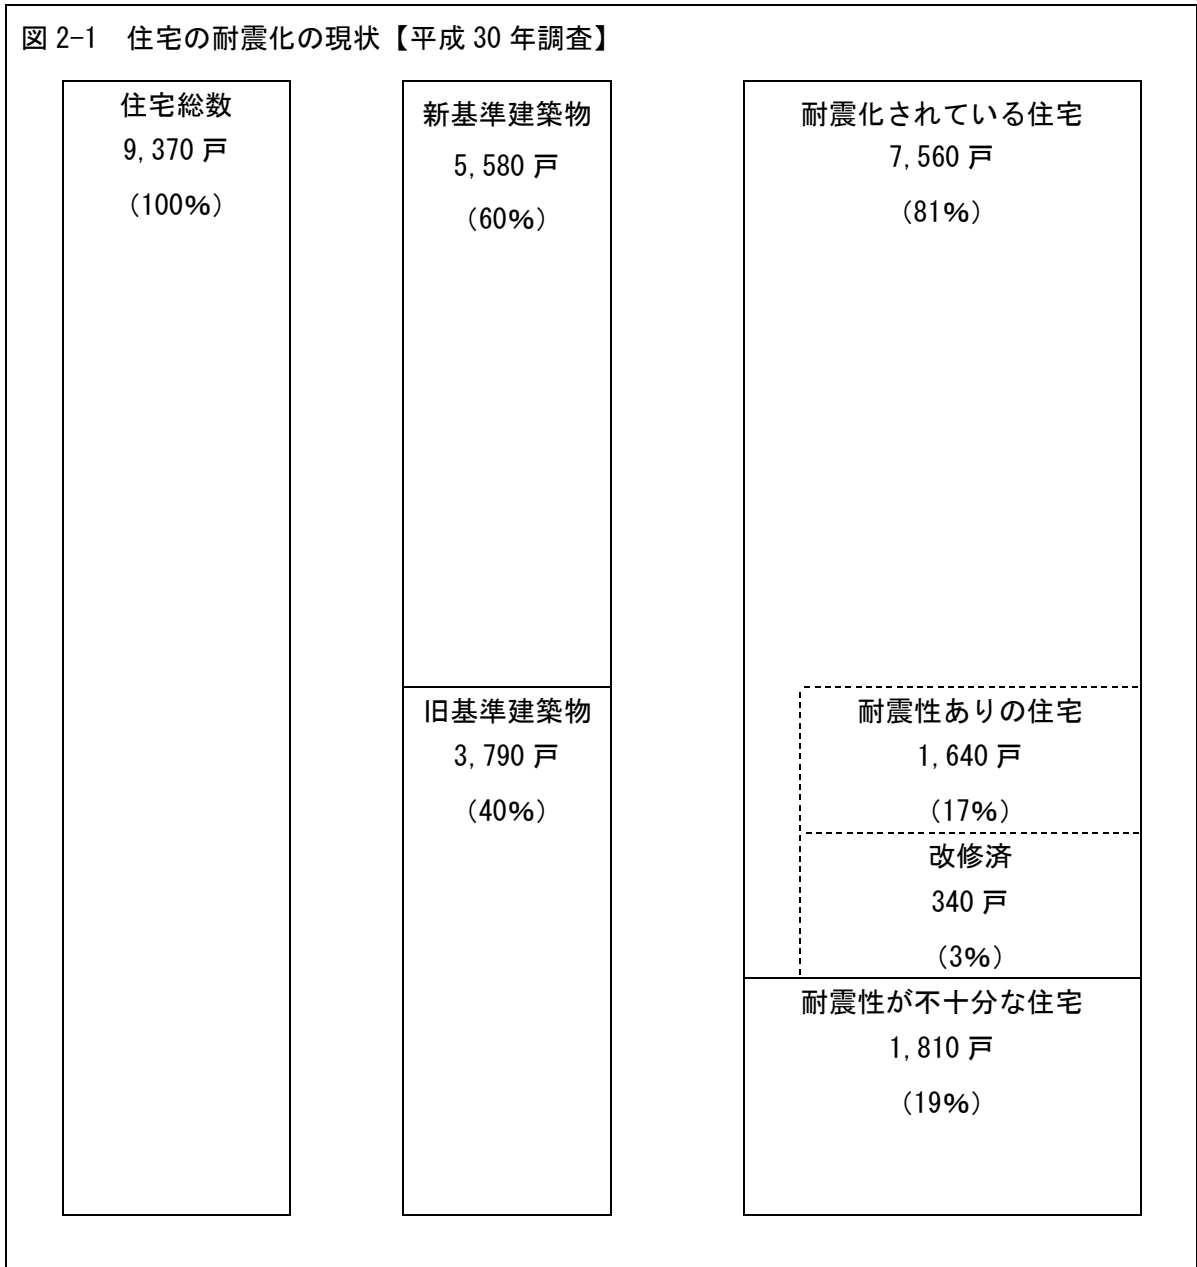 図 2-1　住宅の耐震化の現状【平成 30 年調査】
住宅総数
9,370 戸
（100%）
新基準建築物
5,580 戸
（60%）
旧基準建築物
3,790 戸
（40%）
耐震化されている住宅
7,560 戸
（81%）
耐震性ありの住宅
1,640 戸
（17%）
改修済
340 戸
（3%）
耐震性が不十分な住宅
1,810 戸
（19%）